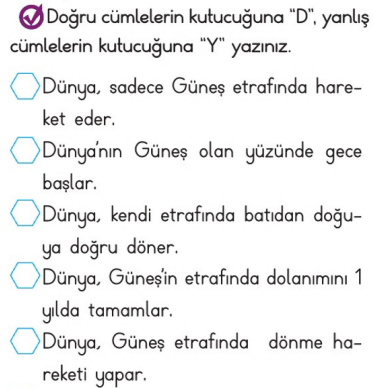 Doğru cümlelerin kutucuğuna "D", yanlış
cümlelerin kutucuğuna "Y" yazınız.
Dünya, sadece Güneş etrafında hare-
ket eder.
Dünya'nın Güneş olan yüzünde gece
başlar.
Dünya, kendi etrafında batıdan doğu-
ya doğru döner.
Dünya, Güneş'in etrafında dolanımını 1
yılda tamamlar.
Dünya, Güneş etrafında dönme ha-
reketi yapar.